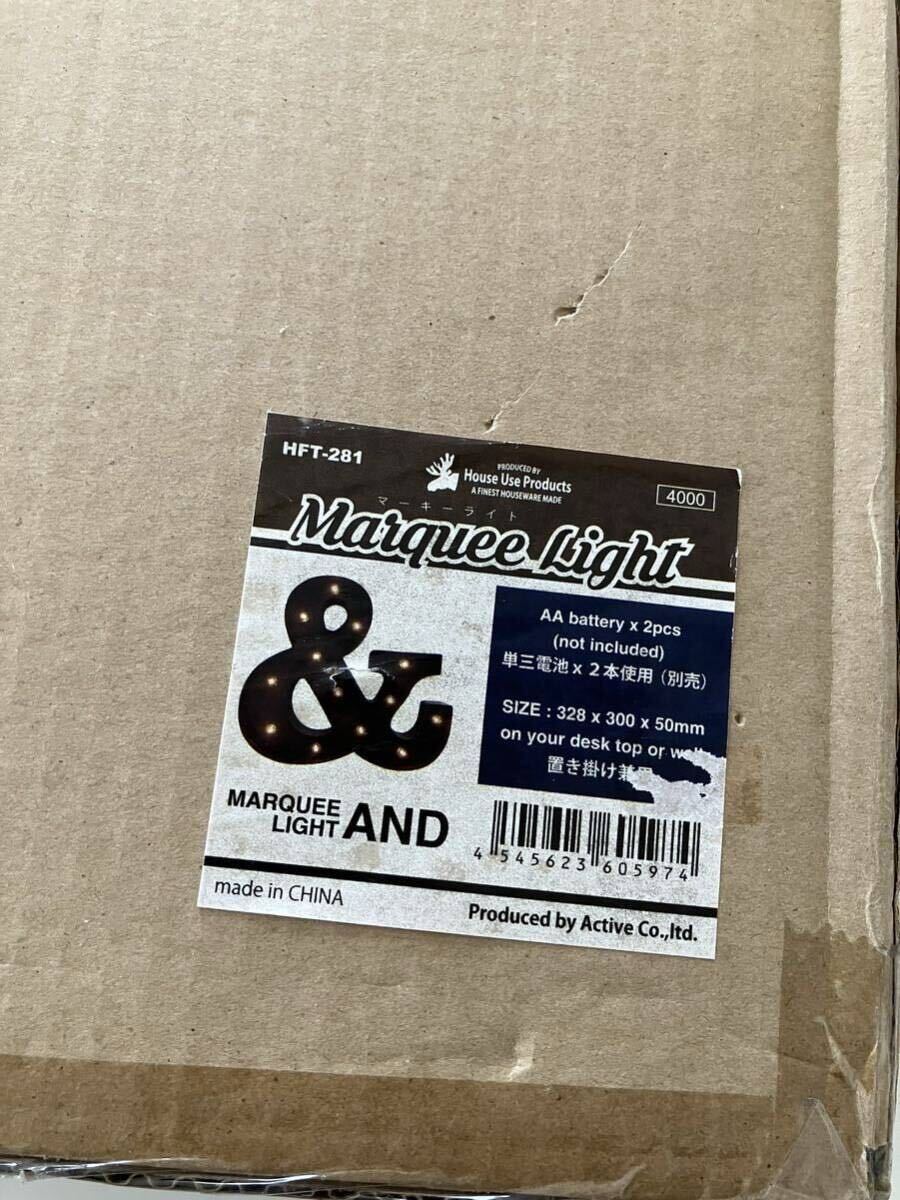 HFT-281
PRODUCED BY
House Use Products
A FINEST HOUSEWARE MADE
4000
マーキーライト
Marquee Light
&
AA battery x 2pcs
(not included)
単三電池 x 2本使用（別売）
SIZE : 328 x 300 x 50mm
on your desk top or
置き掛け兼
MARQUEE
LIGHT AND
4 545623 605974
made in CHINA
Produced by Active Co.,ltd.